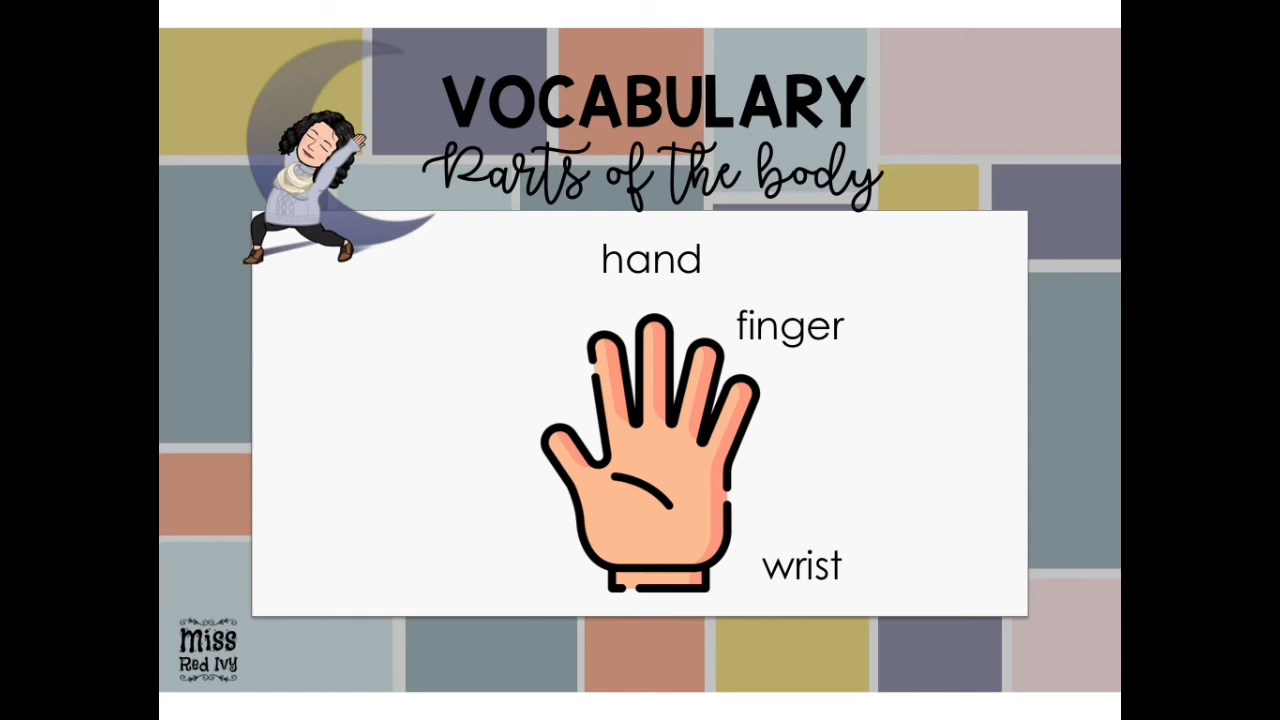 VOCABULARY
Parts of the body
hand
finger
wrist
Miss
Red Ivy